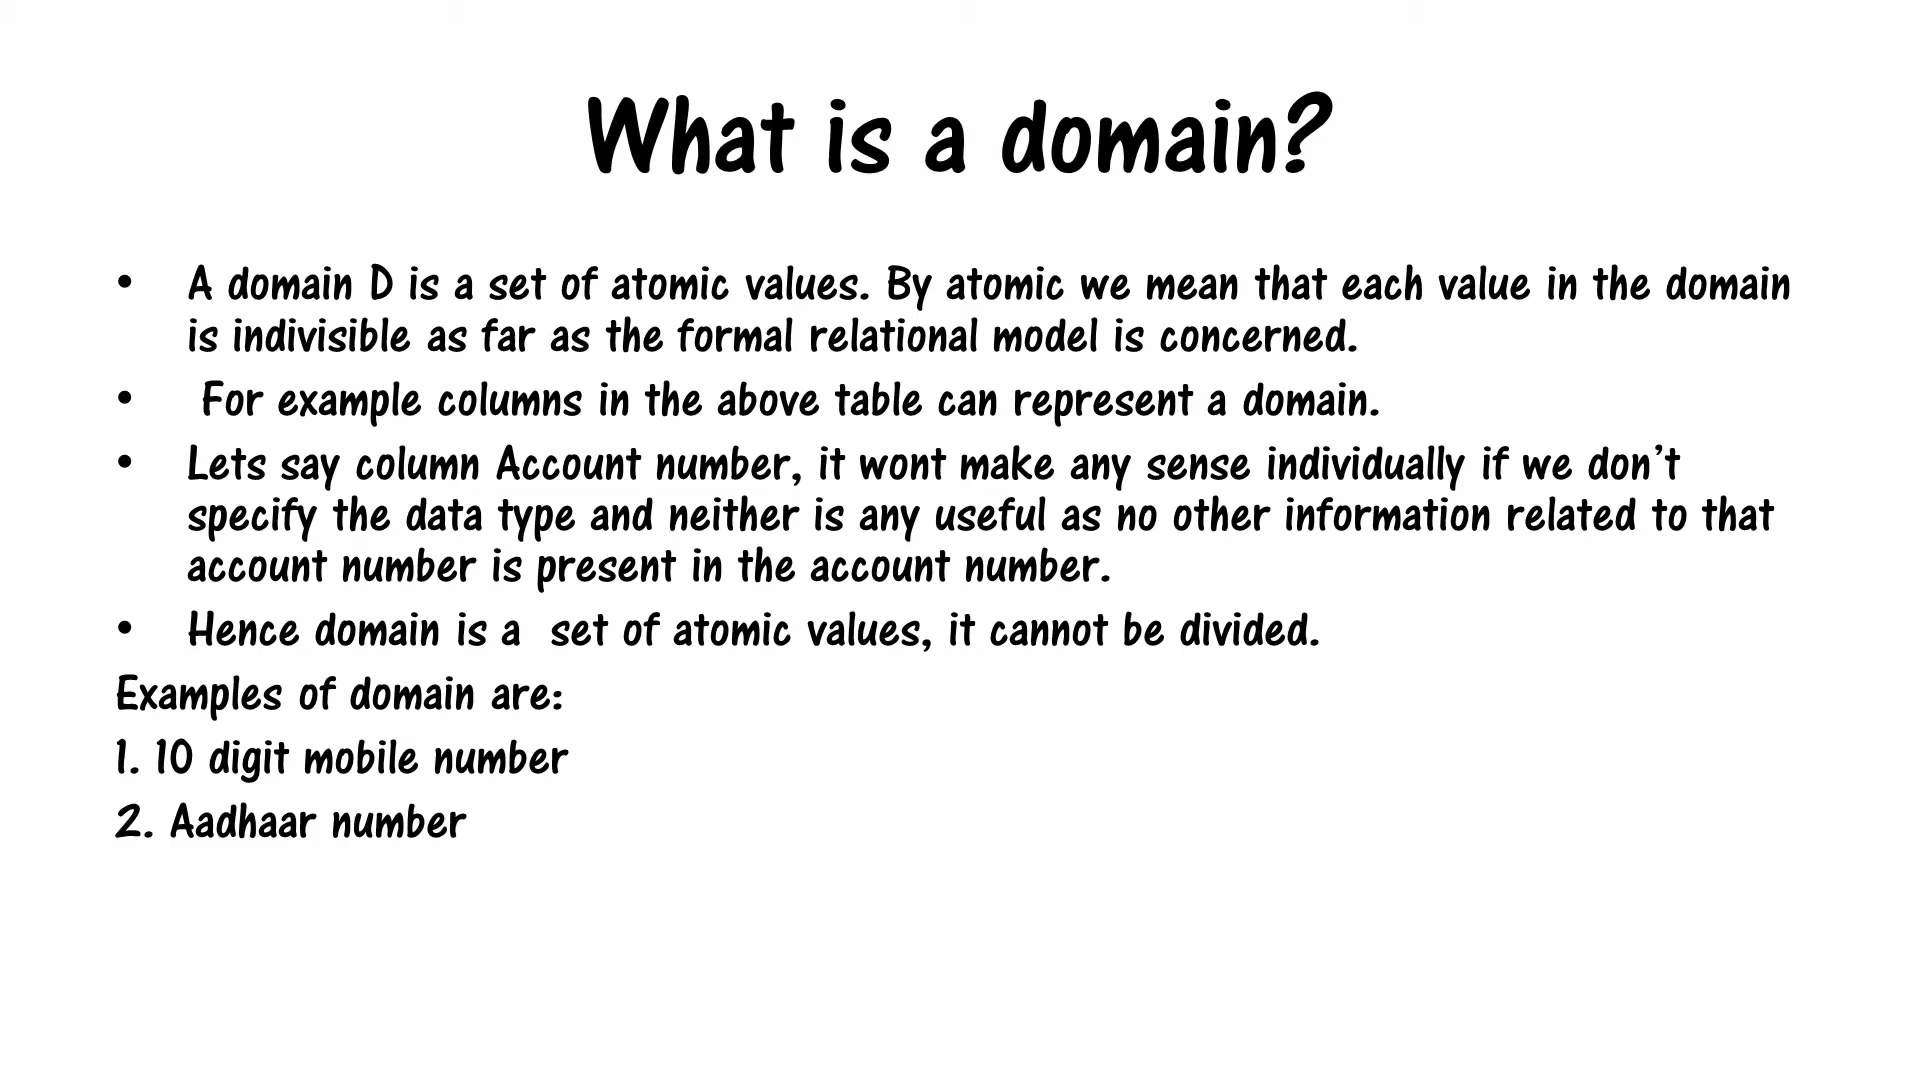 What is a domain?
• A domain D is a set of atomic values. By atomic we mean that each value in the domain
is indivisible as far as the formal relational model is concerned.
• For example columns in the above table can represent a domain.
• Lets say column Account number, it wont make any sense individually if we don’t
specify the data type and neither is any useful as no other information related to that
account number is present in the account number.
• Hence domain is a set of atomic values, it cannot be divided.
Examples of domain are:
1. 10 digit mobile number
2. Aadhaar number